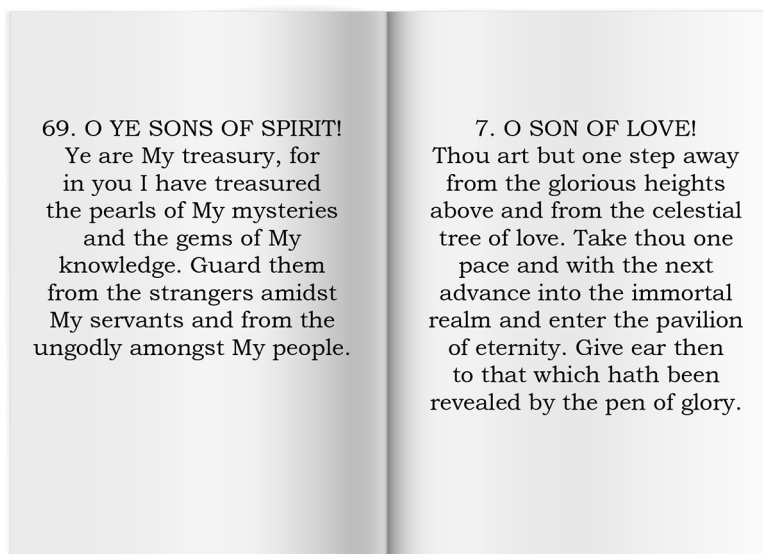 69. O YE SONS OF SPIRIT!
Ye are My treasury, for
in you I have treasured
the pearls of My mysteries
and the gems of My
knowledge. Guard them
from the strangers amidst
My servants and from the
ungodly amongst My people.
7. O SON OF LOVE!
Thou art but one step away
from the glorious heights
above and from the celestial
tree of love. Take thou one
pace and with the next
advance into the immortal
realm and enter the pavilion
of eternity. Give ear then
to that which hath been
revealed by the pen of glory.